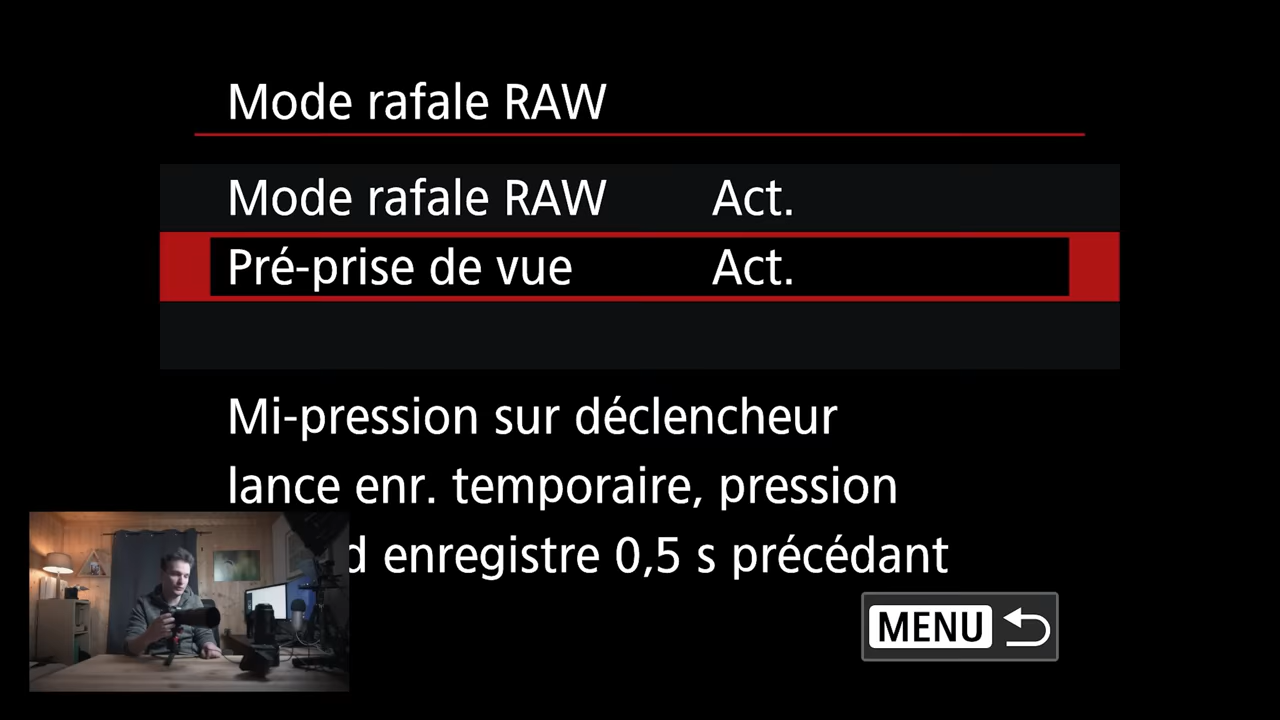 Mode rafale RAW
Mode rafale RAW Act.
Pré-prise de vue Act.
Mi-pression sur déclencheur
lance enr. temporaire, pression
enregistre 0,5 s précédant
MENU